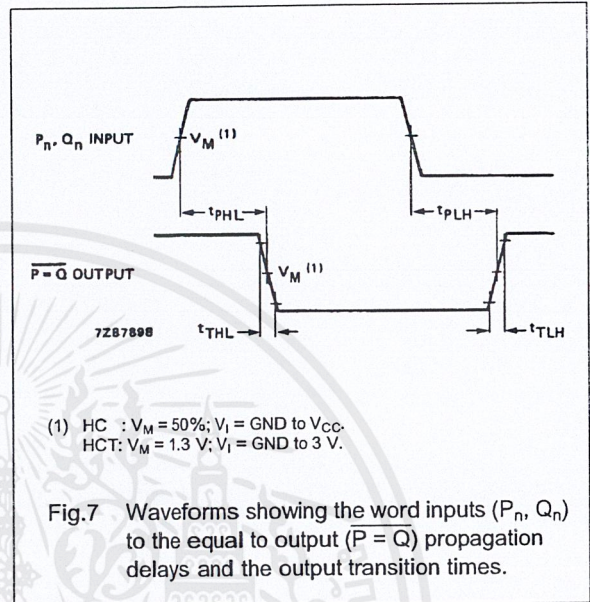 Pn, Qn INPUT
VM (1)
tPHL
tPLH
P = Q OUTPUT
VM (1)
7Z87898
tTHL
tTLH
(1) HC : VM = 50%; VI = GND to VCC.
HCT: VM = 1.3 V; VI = GND to 3 V.
Fig.7 Waveforms showing the word inputs (Pn, Qn)
to the equal to output (P = Q) propagation
delays and the output transition times.